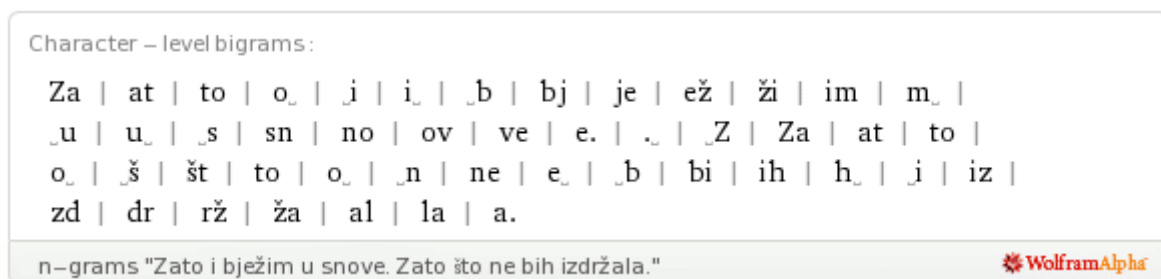 Character – level bigrams:
Za | at | to | o␣ | ␣i | i␣ | ␣b | bj | je | ež | ži | im | m␣ |
␣u | u␣ | ␣s | sn | no | ov | ve | e. | .␣ | ␣Z | Za | at | to |
o␣ | ␣š | št | to | o␣ | ␣n | ne | e␣ | ␣b | bi | ih | h␣ | ␣i | iz |
zd | dr | rž | ža | al | la | a.
n–grams "Zato i bježim u snove. Zato što ne bih izdržala."
WolframAlpha